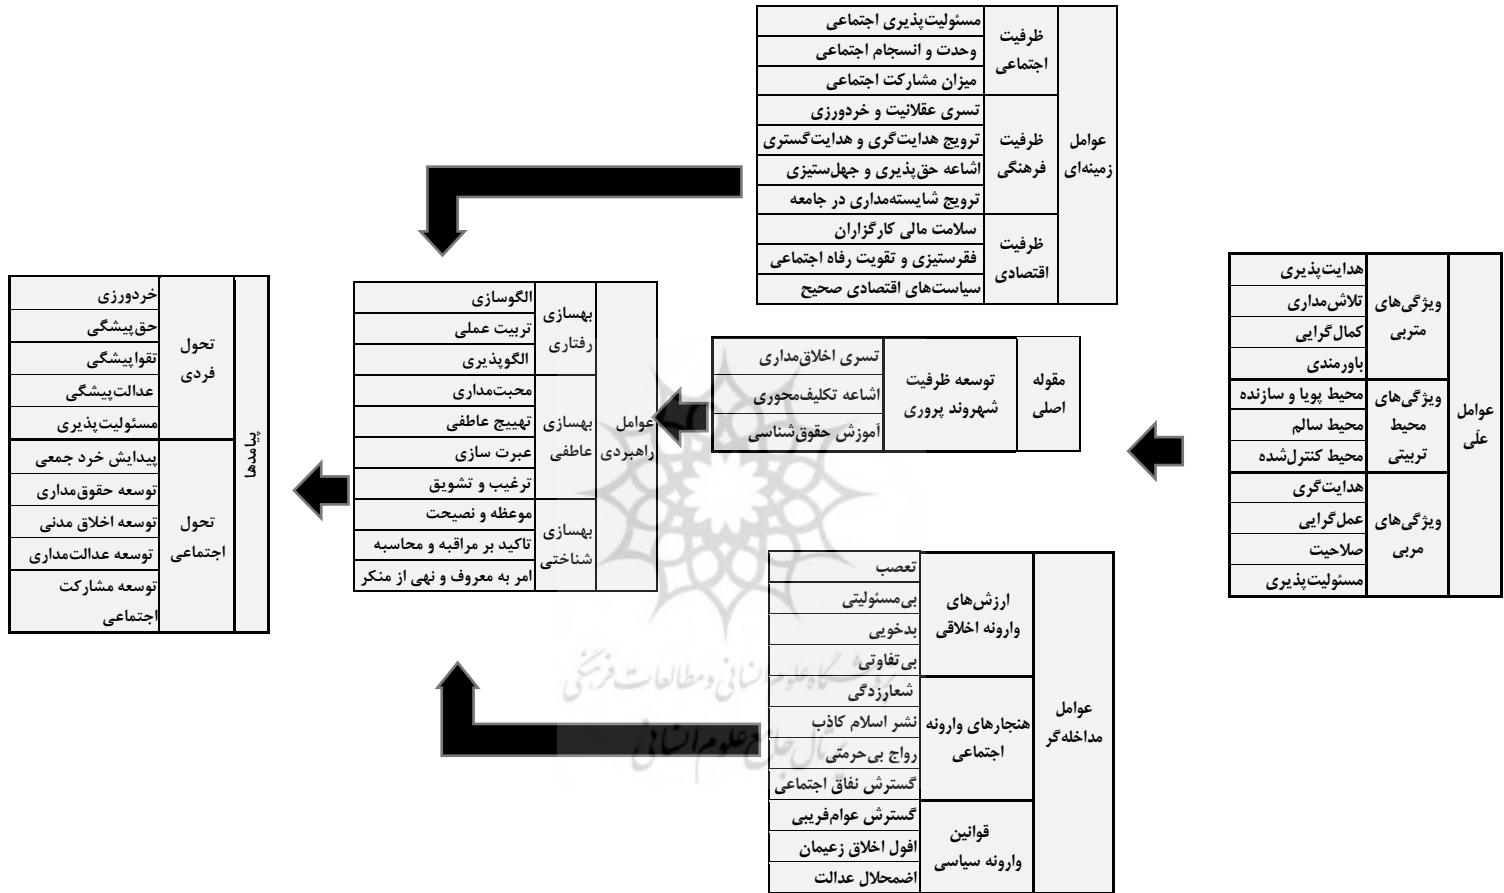 عوامل
زمینه‌ای
ظرفیت
اجتماعی
مسئولیت‌پذیری اجتماعی
وحدت و انسجام اجتماعی
میزان مشارکت اجتماعی
ظرفیت
فرهنگی
تسری عقلانیت و خردورزی
ترویج هدایت‌گری و هدایت‌گستری
اشاعه حق‌پذیری و جهل‌ستیزی
ترویج شایسته‌مداری در جامعه
ظرفیت
اقتصادی
سلامت مالی کارگزاران
فقرستیزی و تقویت رفاه اجتماعی
سیاست‌های اقتصادی صحیح
عوامل
علّی
ویژگی‌های
متربی
هدایت‌پذیری
تلاش‌مداری
کمال‌گرایی
باورمندی
ویژگی‌های
محیط
تربیتی
محیط پویا و سازنده
محیط سالم
محیط کنترل‌شده
ویژگی‌های
مربی
هدایت‌گری
عمل‌گرایی
صلاحیت
مسئولیت‌پذیری
مقوله
اصلی
توسعه ظرفیت
شهروند پروری
تسری اخلاق‌مداری
اشاعه تکلیف‌محوری
آموزش حقوق‌شناسی
عوامل
مداخله‌گر
ارزش‌های
وارونه اخلاقی
تعصب
بی‌مسئولیتی
بدخویی
بی‌تفاوتی
هنجارهای وارونه
اجتماعی
شعارزدگی
نشر اسلام کاذب
رواج بی‌حرمتی
گسترش نفاق اجتماعی
قوانین
وارونه سیاسی
گسترش عوام‌فریبی
افول اخلاق زعیمان
اضمحلال عدالت
عوامل
راهبردی
بهسازی
رفتاری
الگوسازی
تربیت عملی
الگوپذیری
بهسازی
عاطفی
محبت‌مداری
تهییج عاطفی
عبرت سازی
ترغیب و تشویق
بهسازی
شناختی
موعظه و نصیحت
تاکید بر مراقبه و محاسبه
امر به معروف و نهی از منکر
پیامدها
تحول
فردی
خردورزی
حق‌پیشگی
تقواپیشگی
عدالت‌پیشگی
مسئولیت‌پذیری
تحول
اجتماعی
پیدایش خرد جمعی
توسعه حقوق‌مداری
توسعه اخلاق مدنی
توسعه عدالت‌مداری
توسعه مشارکت
اجتماعی
پژوهشگاه علوم انسانی و مطالعات فرهنگی
پرتال جامع علوم انسانی